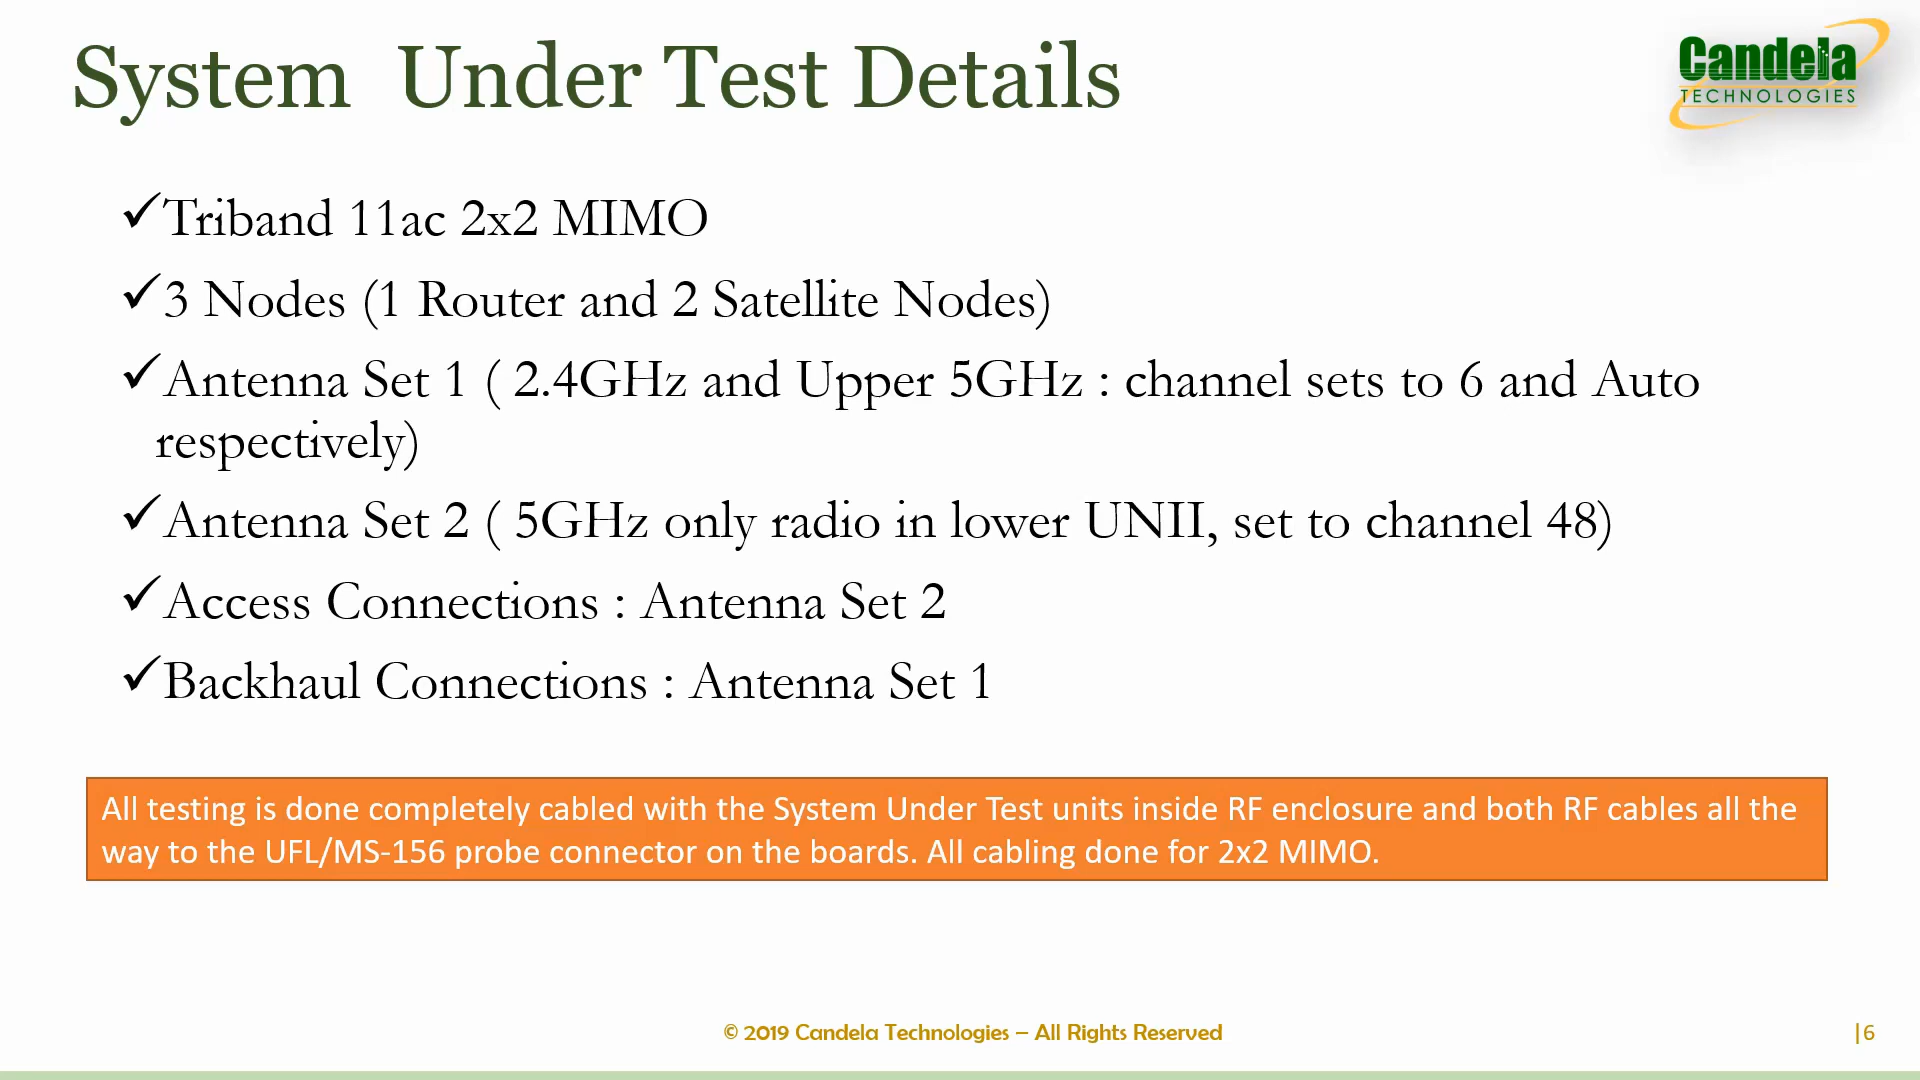 System Under Test Details
Candela
TECHNOLOGIES
✓Triband 11ac 2x2 MIMO
✓3 Nodes (1 Router and 2 Satellite Nodes)
✓Antenna Set 1 ( 2.4GHz and Upper 5GHz : channel sets to 6 and Auto
respectively)
✓Antenna Set 2 ( 5GHz only radio in lower UNII, set to channel 48)
✓Access Connections : Antenna Set 2
✓Backhaul Connections : Antenna Set 1
All testing is done completely cabled with the System Under Test units inside RF enclosure and both RF cables all the
way to the UFL/MS-156 probe connector on the boards. All cabling done for 2x2 MIMO.
© 2019 Candela Technologies – All Rights Reserved
|6